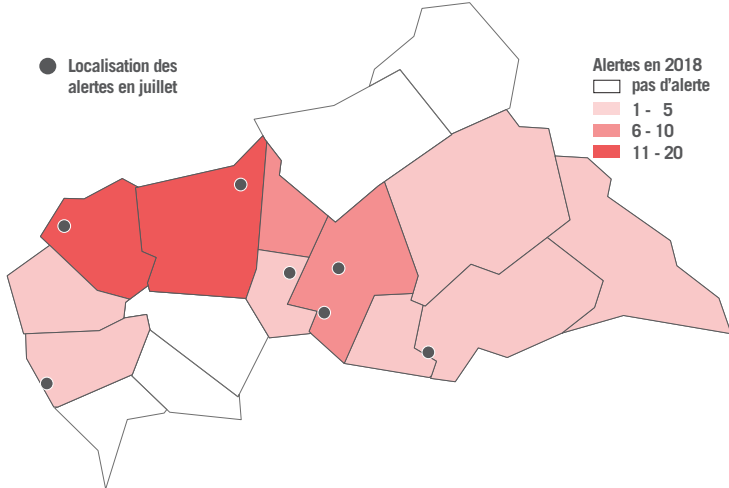 Localisation des
alertes en juillet
Alertes en 2018
pas d'alerte
1 - 5
6 - 10
11 - 20